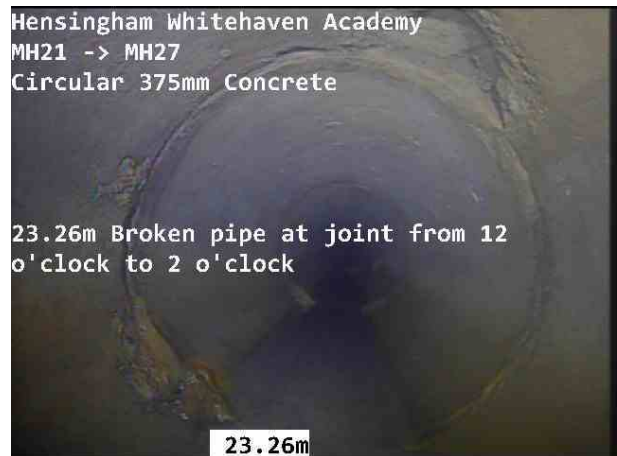 Hensingham Whitehaven Academy
MH21 -> MH27
Circular 375mm Concrete
23.26m Broken pipe at joint from 12
o'clock to 2 o'clock
23.26m